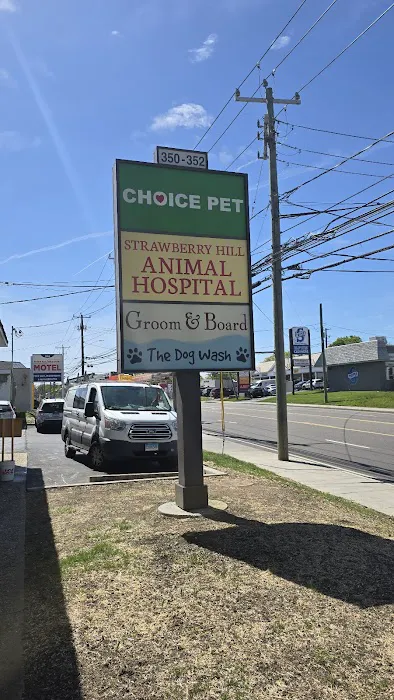 350-352
CHOICE PET
STRAWBERRY HILL
ANIMAL
HOSPITAL
Groom & Board
The Dog Wash
MOTEL